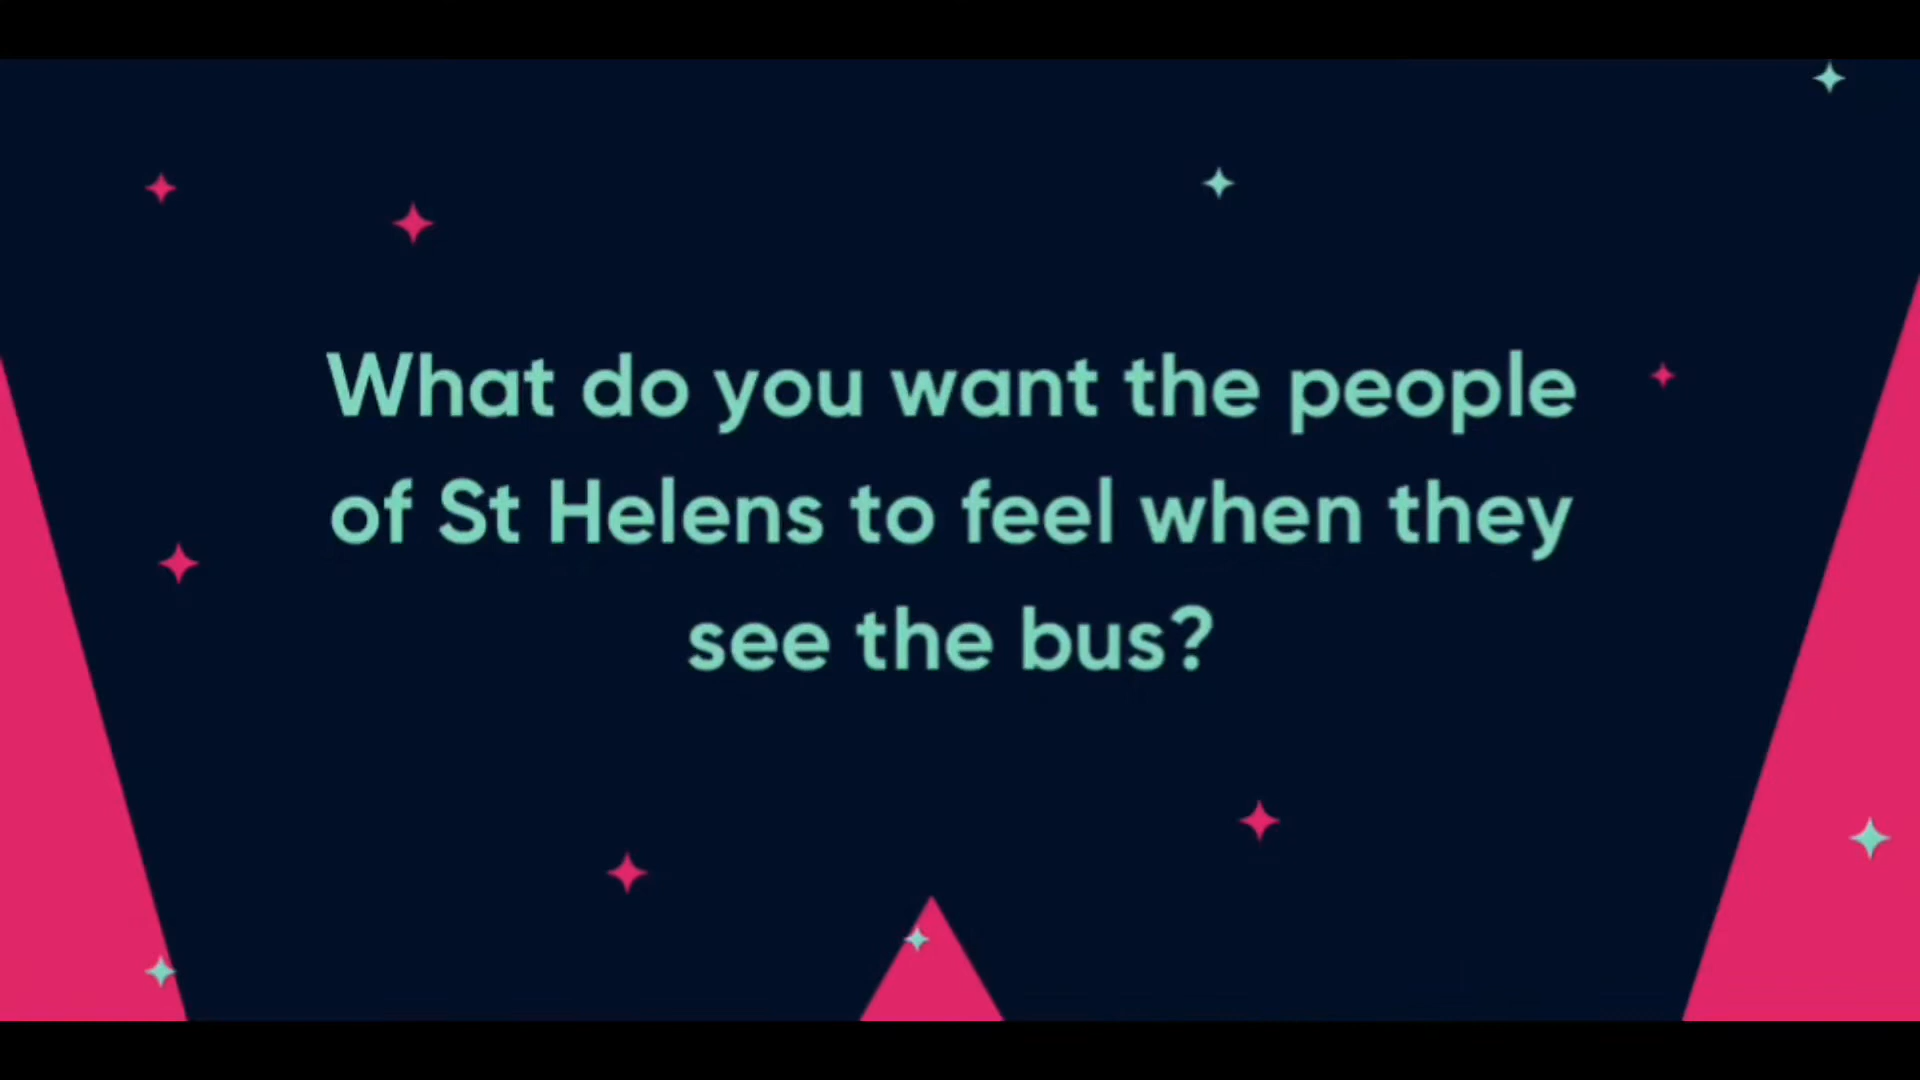 What do you want the people
of St Helens to feel when they
see the bus?